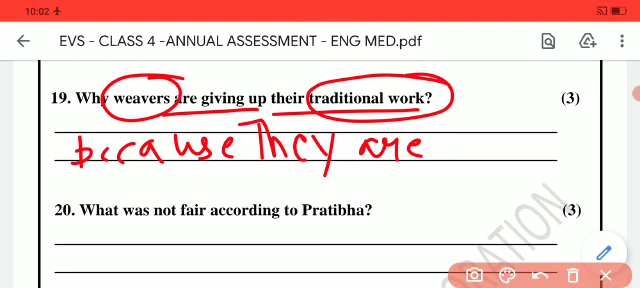 10:02
EVS - CLASS 4 -ANNUAL ASSESSMENT - ENG MED.pdf
19. Why weavers are giving up their traditional work? (3)
because They are
20. What was not fair according to Pratibha? (3)